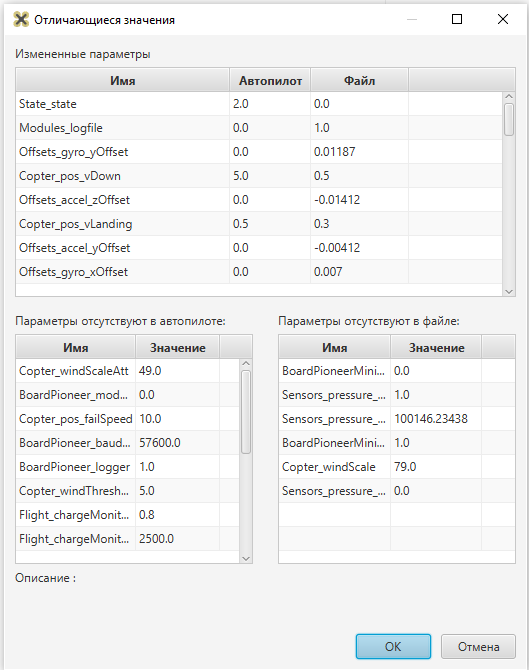 Отличающиеся значения
Измененные параметры
Имя Автопилот Файл
State_state 2.0 0.0
Modules_logfile 0.0 1.0
Offsets_gyro_yOffset 0.0 0.01187
Copter_pos_vDown 5.0 0.5
Offsets_accel_zOffset 0.0 -0.01412
Copter_pos_vLanding 0.5 0.3
Offsets_accel_yOffset 0.0 -0.00412
Offsets_gyro_xOffset 0.0 0.007
Параметры отсутствуют в автопилоте:
Имя Значение
Copter_windScaleAtt 49.0
BoardPioneer_mod... 0.0
Copter_pos_failSpeed 10.0
BoardPioneer_baud... 57600.0
BoardPioneer_logger 1.0
Copter_windThresh... 5.0
Flight_chargeMonit... 0.8
Flight_chargeMonit... 2500.0
Параметры отсутствуют в файле:
Имя Значение
BoardPioneerMini... 0.0
Sensors_pressure_... 1.0
Sensors_pressure_... 100146.23438
BoardPioneerMini... 1.0
Copter_windScale 79.0
Sensors_pressure_... 0.0
Описание :
ОК Отмена